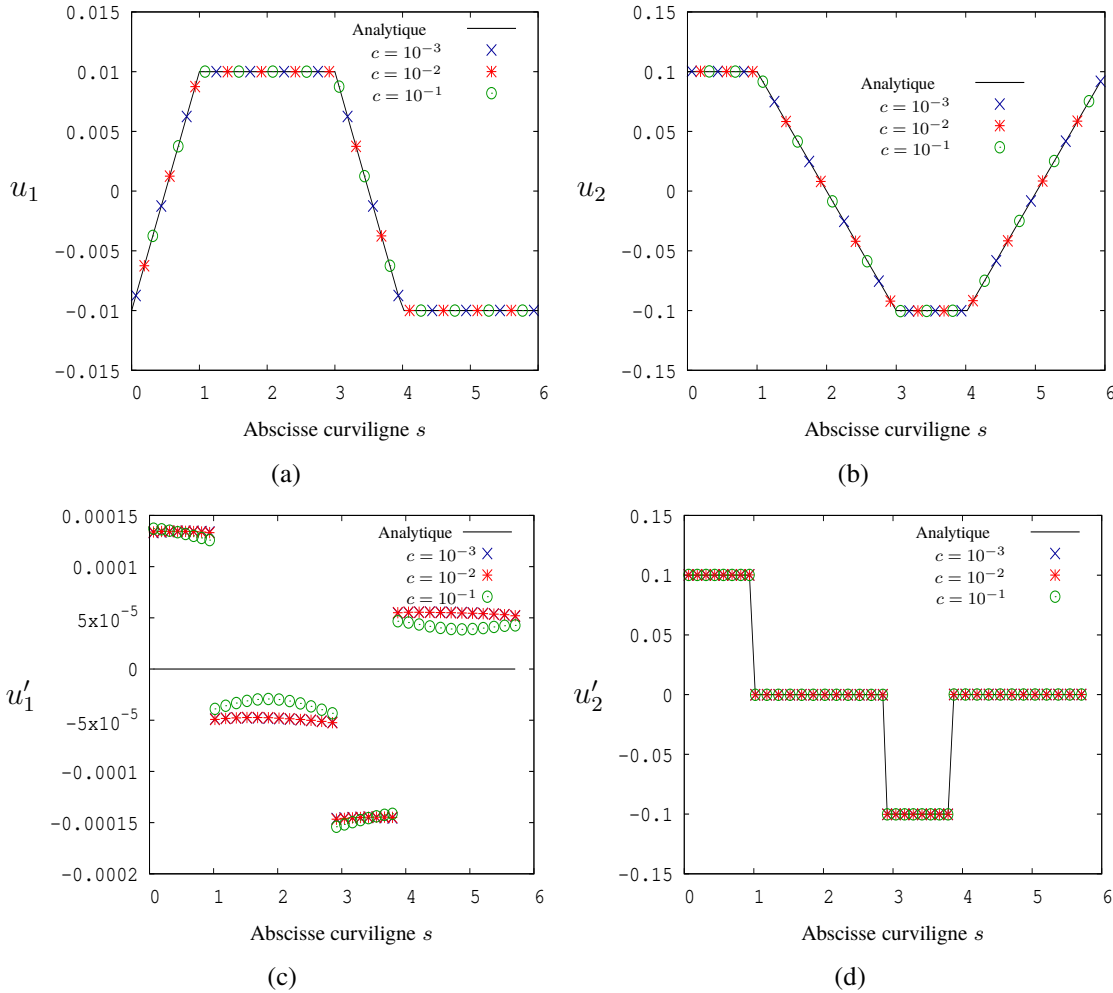 0.015
0.01
0.005
0
−0.005
−0.01
−0.015
u₁
Analytique
c = 10⁻³
c = 10⁻²
c = 10⁻¹
0 1 2 3 4 5 6
Abscisse curviligne s
(a)
0.15
0.1
0.05
0
−0.05
−0.1
−0.15
u₂
Analytique
c = 10⁻³
c = 10⁻²
c = 10⁻¹
0 1 2 3 4 5 6
Abscisse curviligne s
(b)
0.00015
0.0001
5x10⁻⁵
0
−5x10⁻⁵
−0.0001
−0.00015
−0.0002
u′₁
Analytique
c = 10⁻³
c = 10⁻²
c = 10⁻¹
0 1 2 3 4 5 6
Abscisse curviligne s
(c)
0.15
0.1
0.05
0
−0.05
−0.1
−0.15
u′₂
Analytique
c = 10⁻³
c = 10⁻²
c = 10⁻¹
0 1 2 3 4 5 6
Abscisse curviligne s
(d)